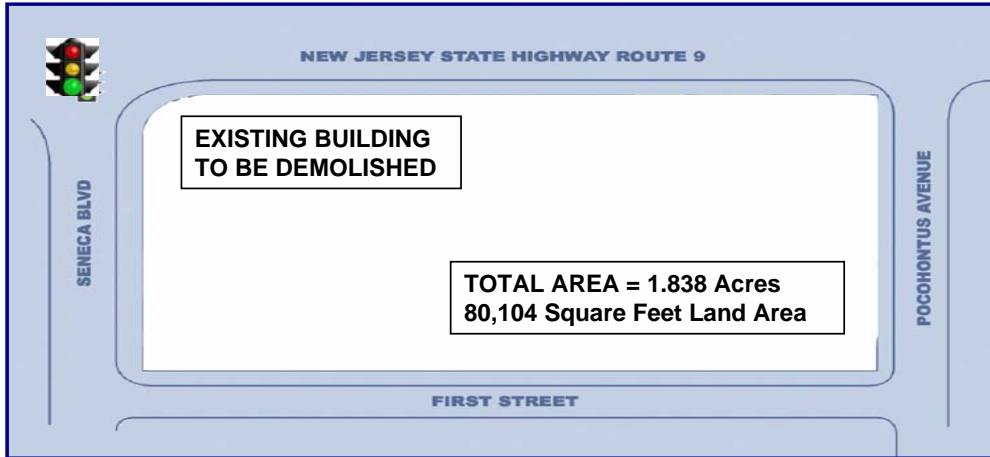 NEW JERSEY STATE HIGHWAY ROUTE 9
EXISTING BUILDING
TO BE DEMOLISHED
SENECA BLVD
POCOHONTUS AVENUE
TOTAL AREA = 1.838 Acres
80,104 Square Feet Land Area
FIRST STREET